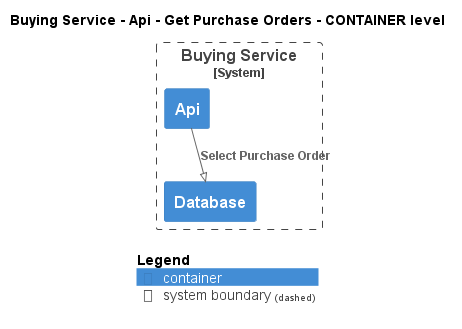 Buying Service - Api - Get Purchase Orders - CONTAINER level
Buying Service
[System]
Api
Select Purchase Order
Database
Legend
container
system boundary (dashed)